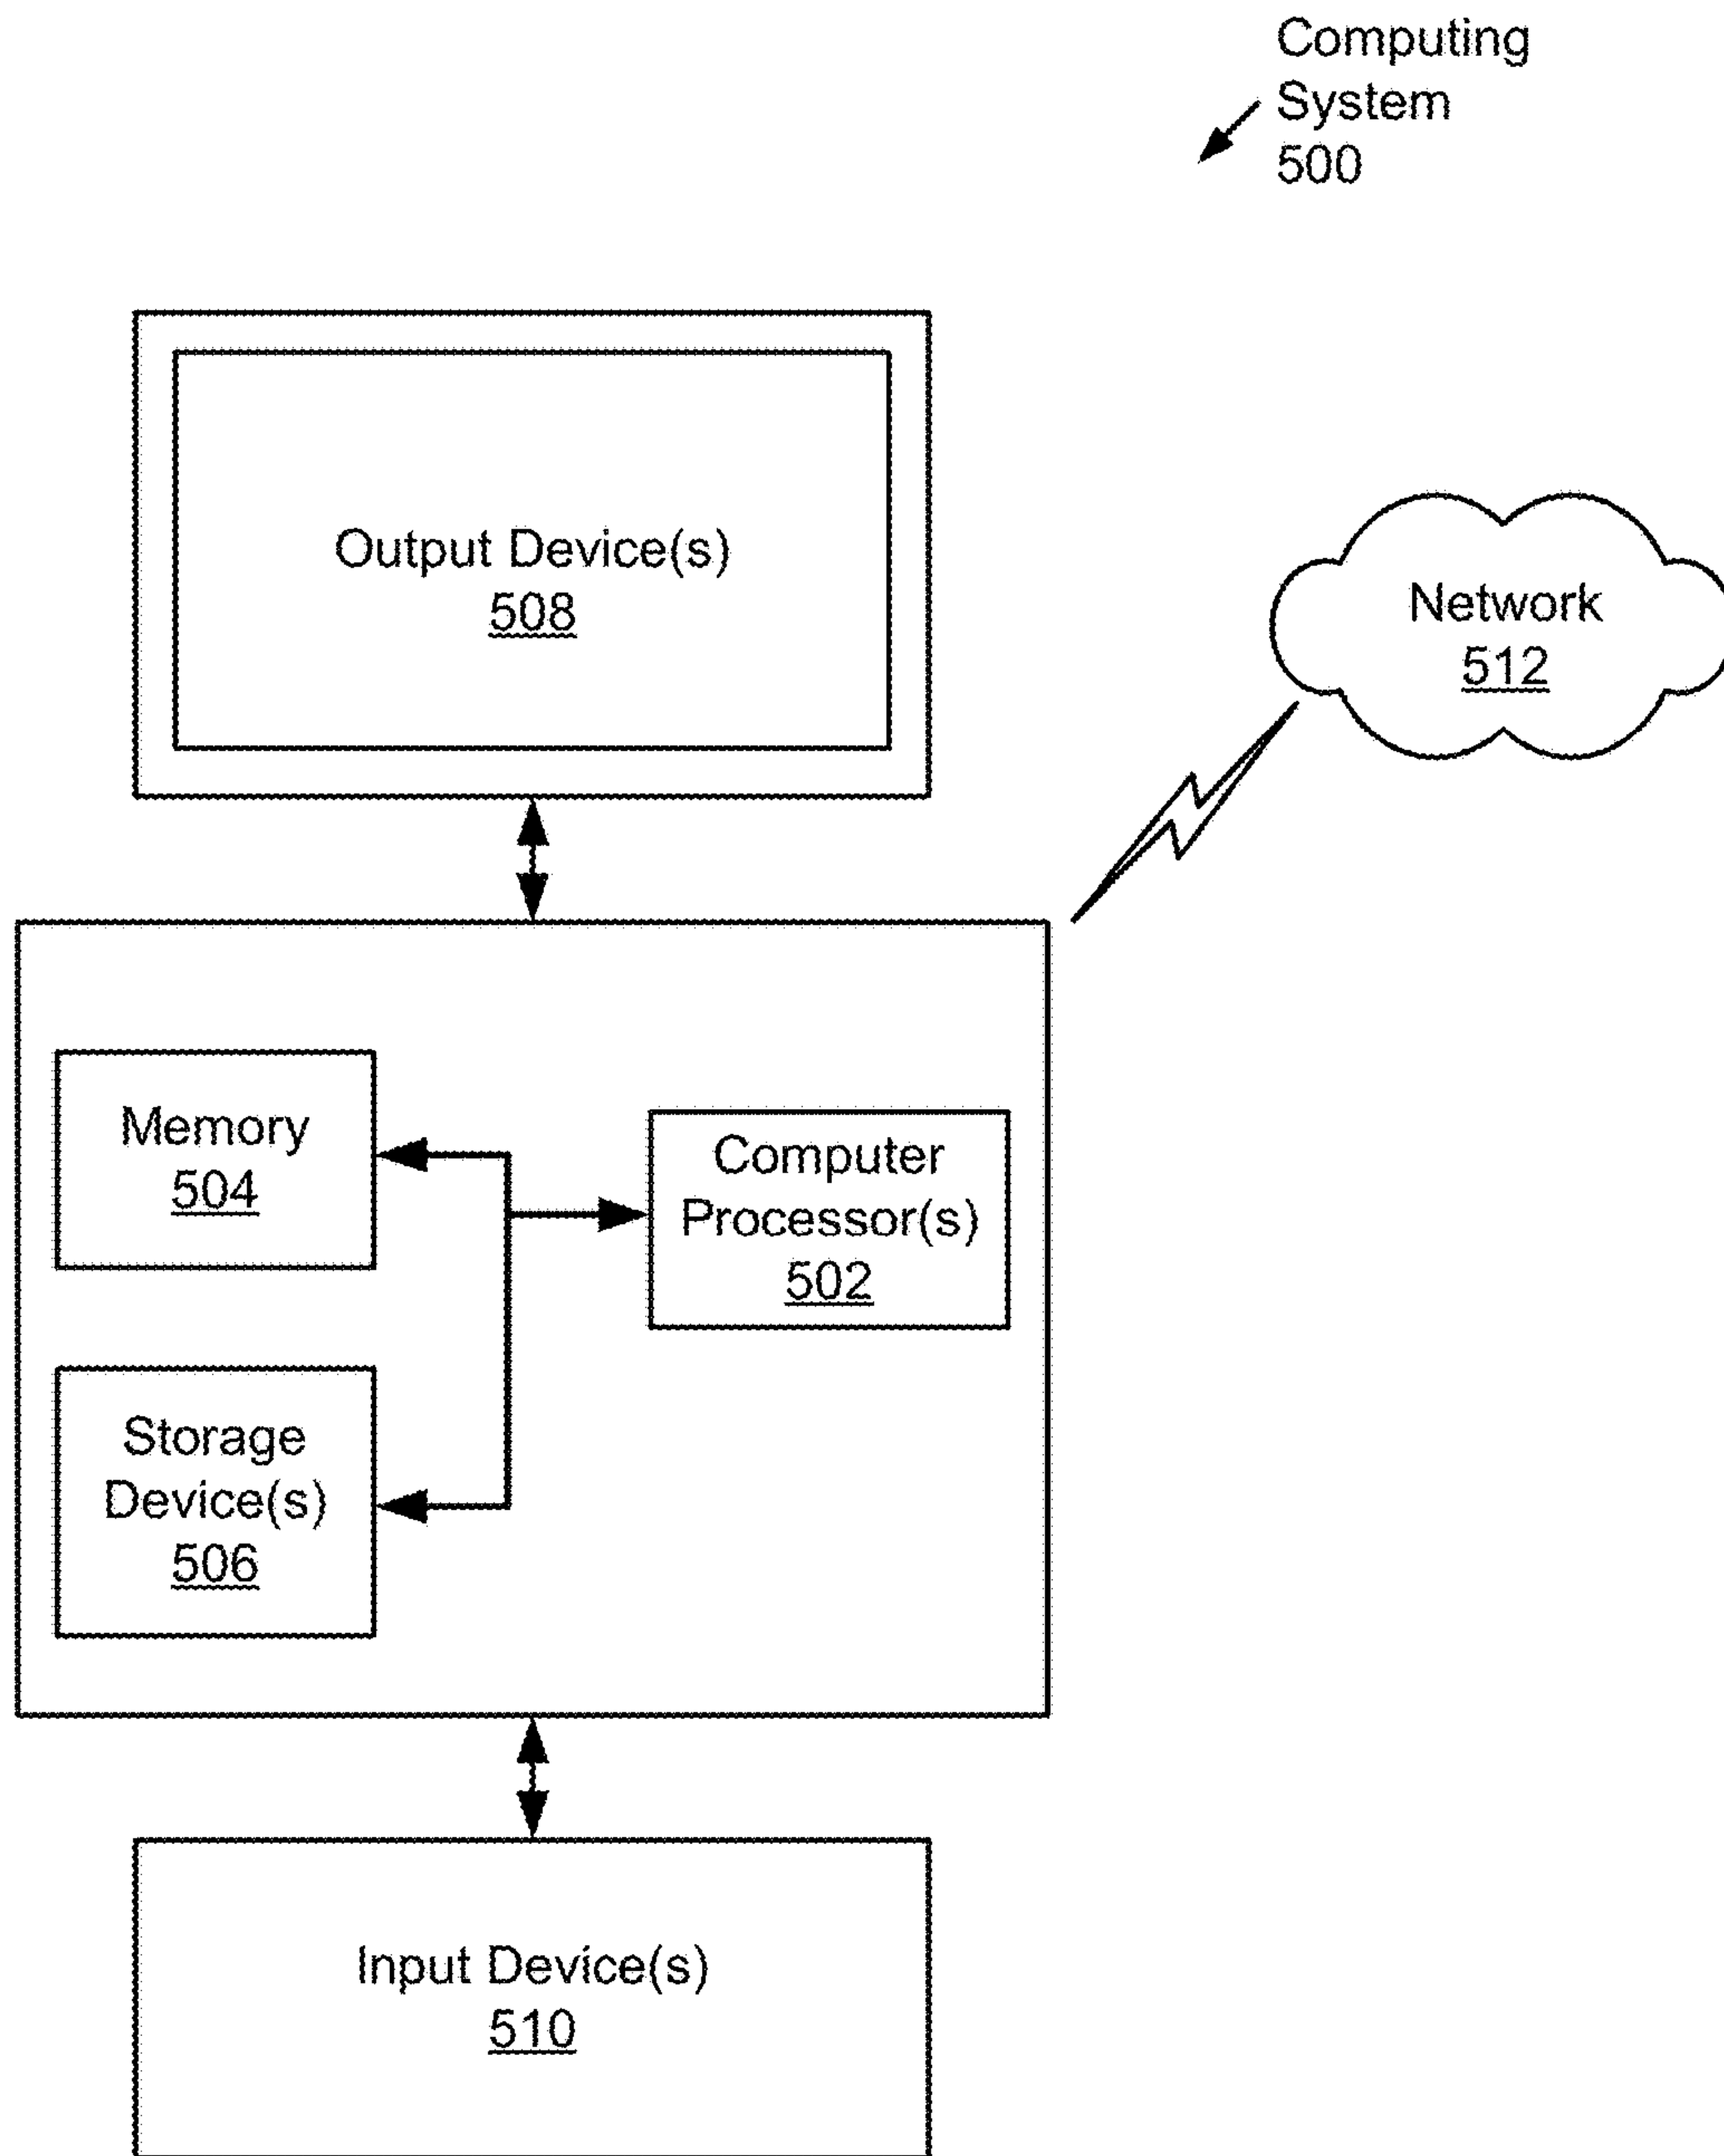 Computing
System
500
Output Device(s)
508
Network
512
Memory
504
Computer
Processor(s)
502
Storage
Device(s)
506
Input Device(s)
510